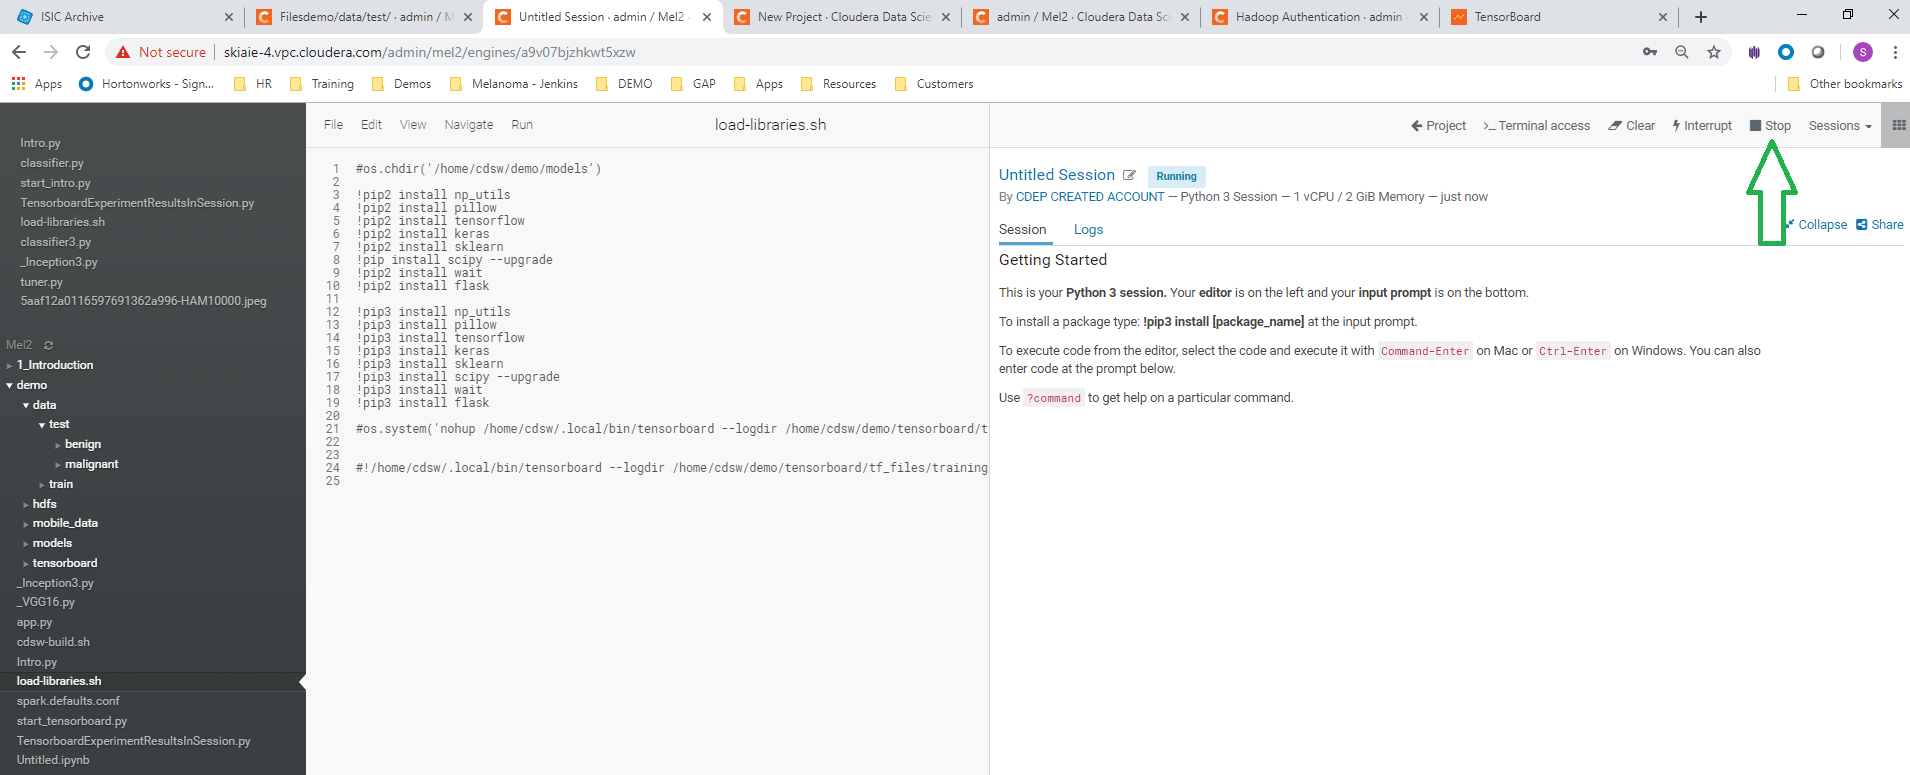 ISIC Archive
Filesdemo/data/test/ · admin / M
Untitled Session · admin / Mel2 ·
New Project · Cloudera Data Scie
admin / Mel2 · Cloudera Data Sci
Hadoop Authentication · admin ·
TensorBoard
Not secure
skiaie-4.vpc.cloudera.com/admin/mel2/engines/a9v07bjzhkwt5xzw
S
Apps
Hortonworks - Sign...
HR
Training
Demos
Melanoma - Jenkins
DEMO
GAP
Apps
Resources
Customers
Other bookmarks
Intro.py
classifier.py
start_intro.py
TensorboardExperimentResultsInSession.py
load-libraries.sh
classifier3.py
_Inception3.py
tuner.py
5aaf12a0116597691362a996-HAM10000.jpeg
Mel2
1_Introduction
demo
data
test
benign
malignant
train
hdfs
mobile_data
models
tensorboard
_Inception3.py
_VGG16.py
app.py
cdsw-build.sh
Intro.py
load-libraries.sh
spark.defaults.conf
start_tensorboard.py
TensorboardExperimentResultsInSession.py
Untitled.ipynb
File Edit View Navigate Run
load-libraries.sh
1 #os.chdir('/home/cdsw/demo/models')
2
3 !pip2 install np_utils
4 !pip2 install pillow
5 !pip2 install tensorflow
6 !pip2 install keras
7 !pip2 install sklearn
8 !pip install scipy --upgrade
9 !pip2 install wait
10 !pip2 install flask
11
12 !pip3 install np_utils
13 !pip3 install pillow
14 !pip3 install tensorflow
15 !pip3 install keras
16 !pip3 install sklearn
17 !pip3 install scipy --upgrade
18 !pip3 install wait
19 !pip3 install flask
20
21 #os.system('nohup /home/cdsw/.local/bin/tensorboard --logdir /home/cdsw/demo/tensorboard/t
22
23
24 #!/home/cdsw/.local/bin/tensorboard --logdir /home/cdsw/demo/tensorboard/tf_files/training
25
Project
>_ Terminal access
Clear
Interrupt
Stop
Sessions
Untitled Session
Running
By CDEP CREATED ACCOUNT — Python 3 Session — 1 vCPU / 2 GiB Memory — just now
Session
Logs
Collapse
Share
Getting Started
This is your Python 3 session. Your editor is on the left and your input prompt is on the bottom.
To install a package type: !pip3 install [package_name] at the input prompt.
To execute code from the editor, select the code and execute it with Command-Enter on Mac or Ctrl-Enter on Windows. You can also
enter code at the prompt below.
Use ?command to get help on a particular command.